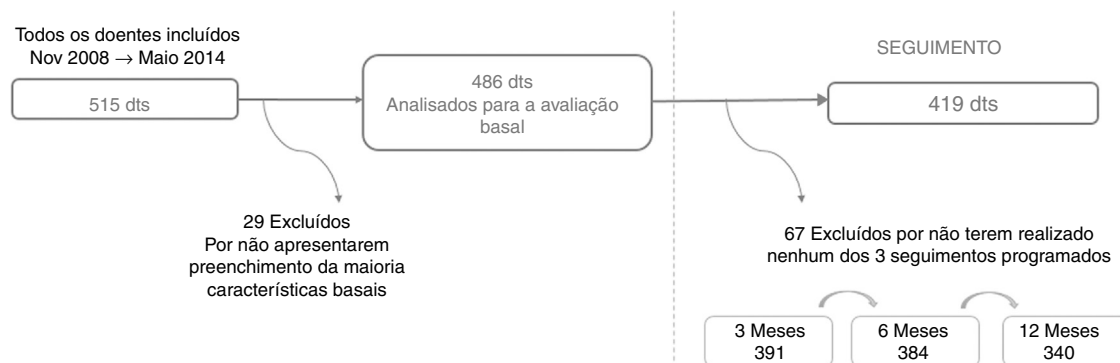 Todos os doentes incluídos
Nov 2008 → Maio 2014
515 dts
486 dts
Analisados para a avaliação
basal
SEGUIMENTO
419 dts
29 Excluídos
Por não apresentarem
preenchimento da maioria
características basais
67 Excluídos por não terem realizado
nenhum dos 3 seguimentos programados
3 Meses
391
6 Meses
384
12 Meses
340